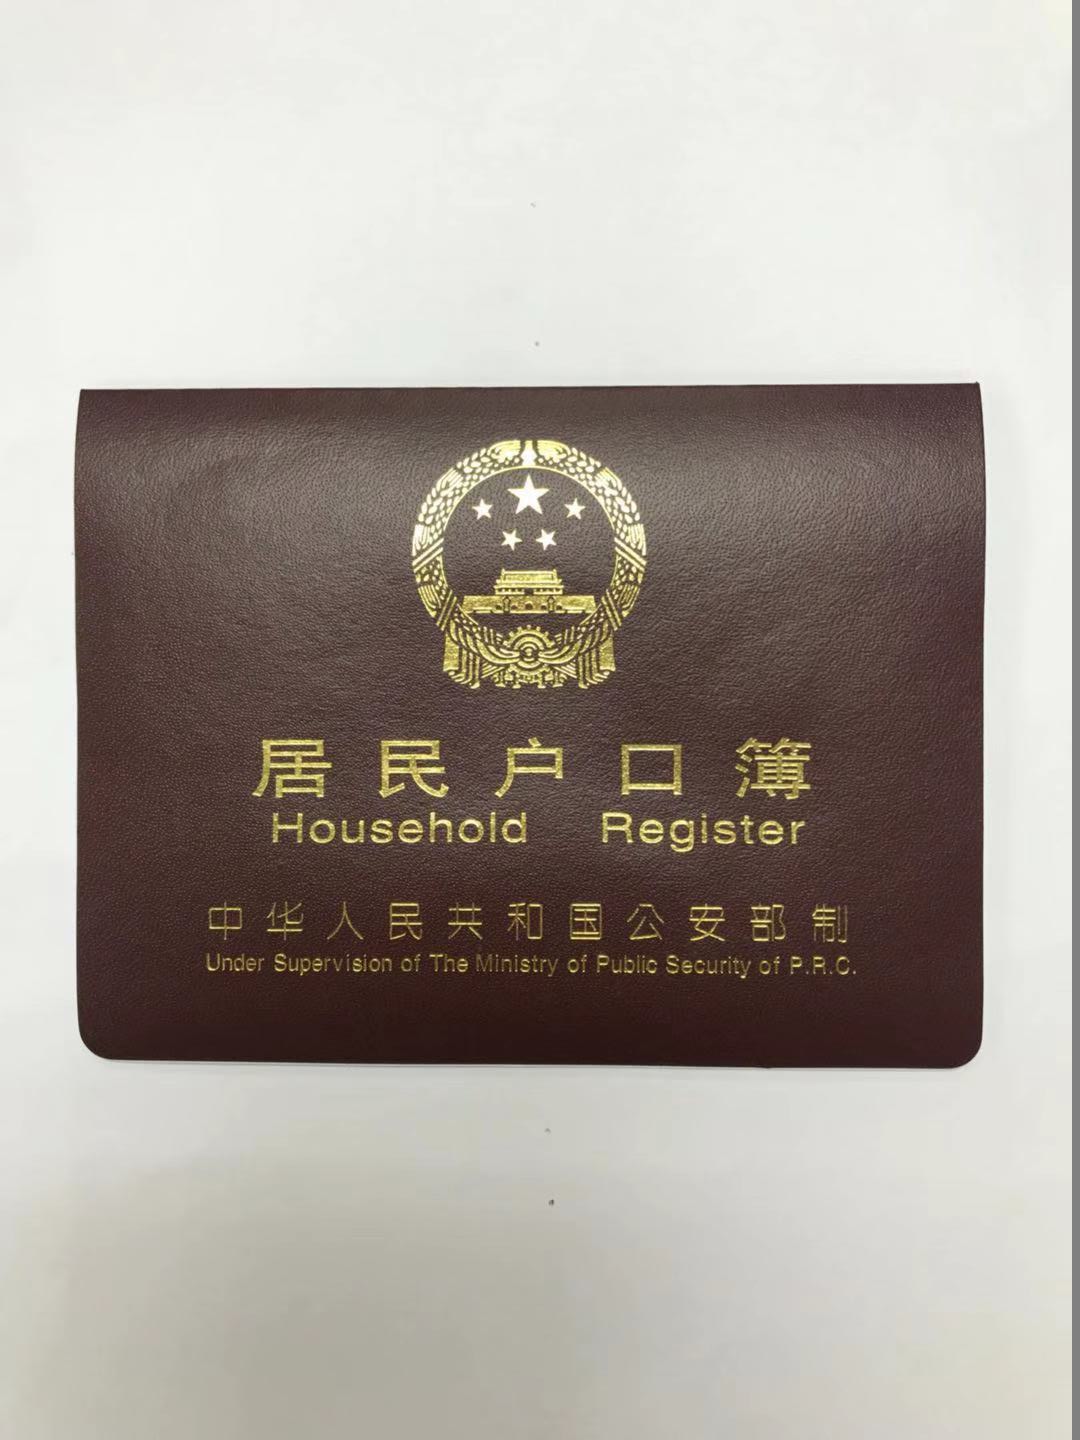 居民户口簿
Household Register
中华人民共和国公安部制
Under Supervision of The Ministry of Public Security of P.R.C.